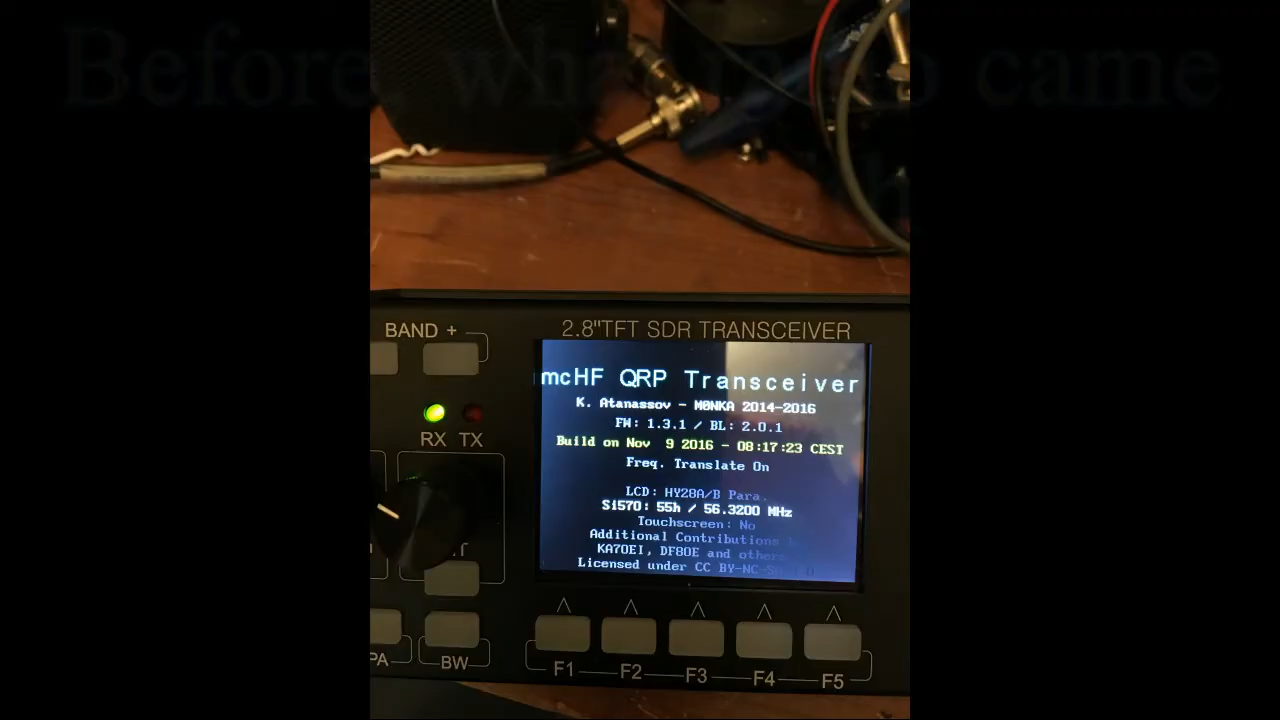 Before, what came
BAND +
2.8"TFT SDR TRANSCEIVER
mcHF QRP Transceiver
K. Atanassov - M0NKA 2014-2016
FW: 1.3.1 / BL: 2.0.1
Build on Nov  9 2016 - 08:17:23 CEST
Freq. Translate On
RX TX
LCD: HY28A/B Para.
Si570: 55h / 56.3200 MHz
Touchscreen: No
Additional Contributions
KA7OEI, DF8OE and others
Licensed under CC BY-NC-
PA
BW
F1 F2 F3 F4 F5